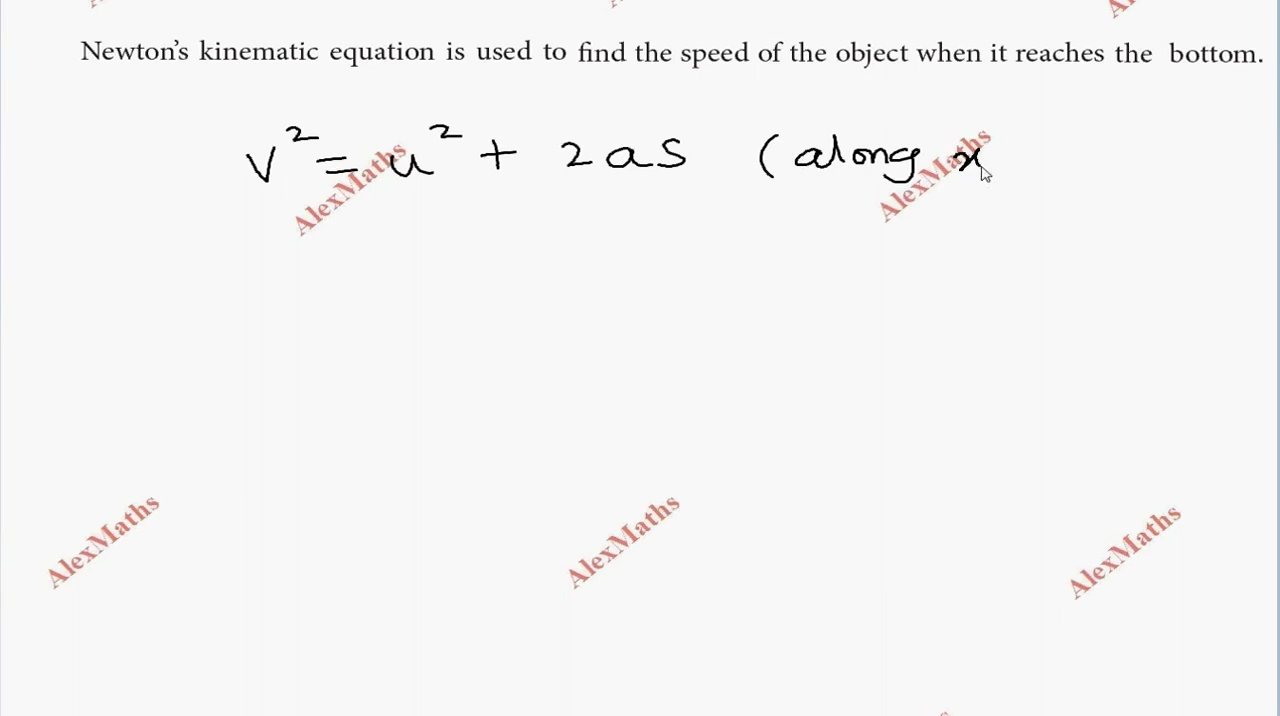 Newton's kinematic equation is used to find the speed of the object when it reaches the bottom.
v² = u² + 2as (along x
AlexMaths
AlexMaths
AlexMaths
AlexMaths
AlexMaths